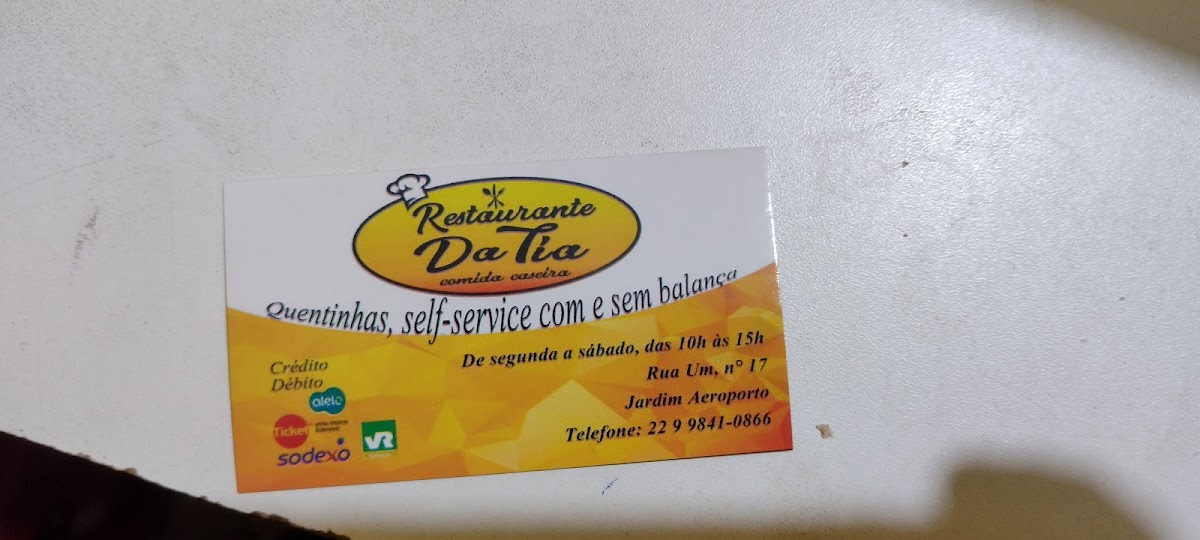 Restaurante
Da Tia
comida caseira
Quentinhas, self-service com e sem balança
De segunda a sábado, das 10h às 15h
Rua Um, n° 17
Jardim Aeroporto
Telefone: 22 9 9841-0866
Crédito
Débito
alelo
Ticket
sodexo
VR